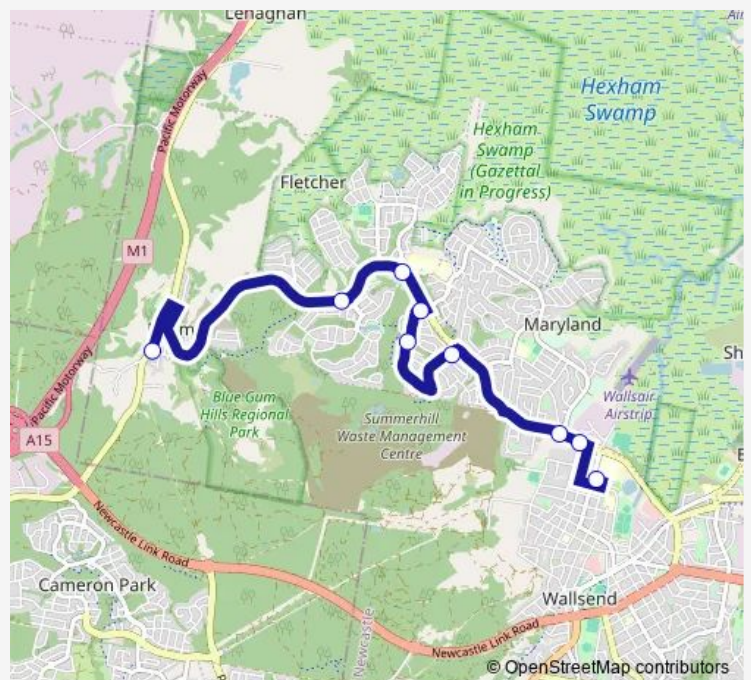 Lenaghan
Pacific Motorway
Hexham
Swamp
Hexham
Swamp
(Gazettal
in Progress)
Fletcher
M1
Maryland
Pacific Motorway
Wallsair
Airstrip
Blue Gum
Hills Regional
Park
Summerhill
Waste Management
Centre
A15
Newcastle Link Road
Cameron Park
Wallsend
Newcastle
Newcastle Link Road
© OpenStreetMap contributors